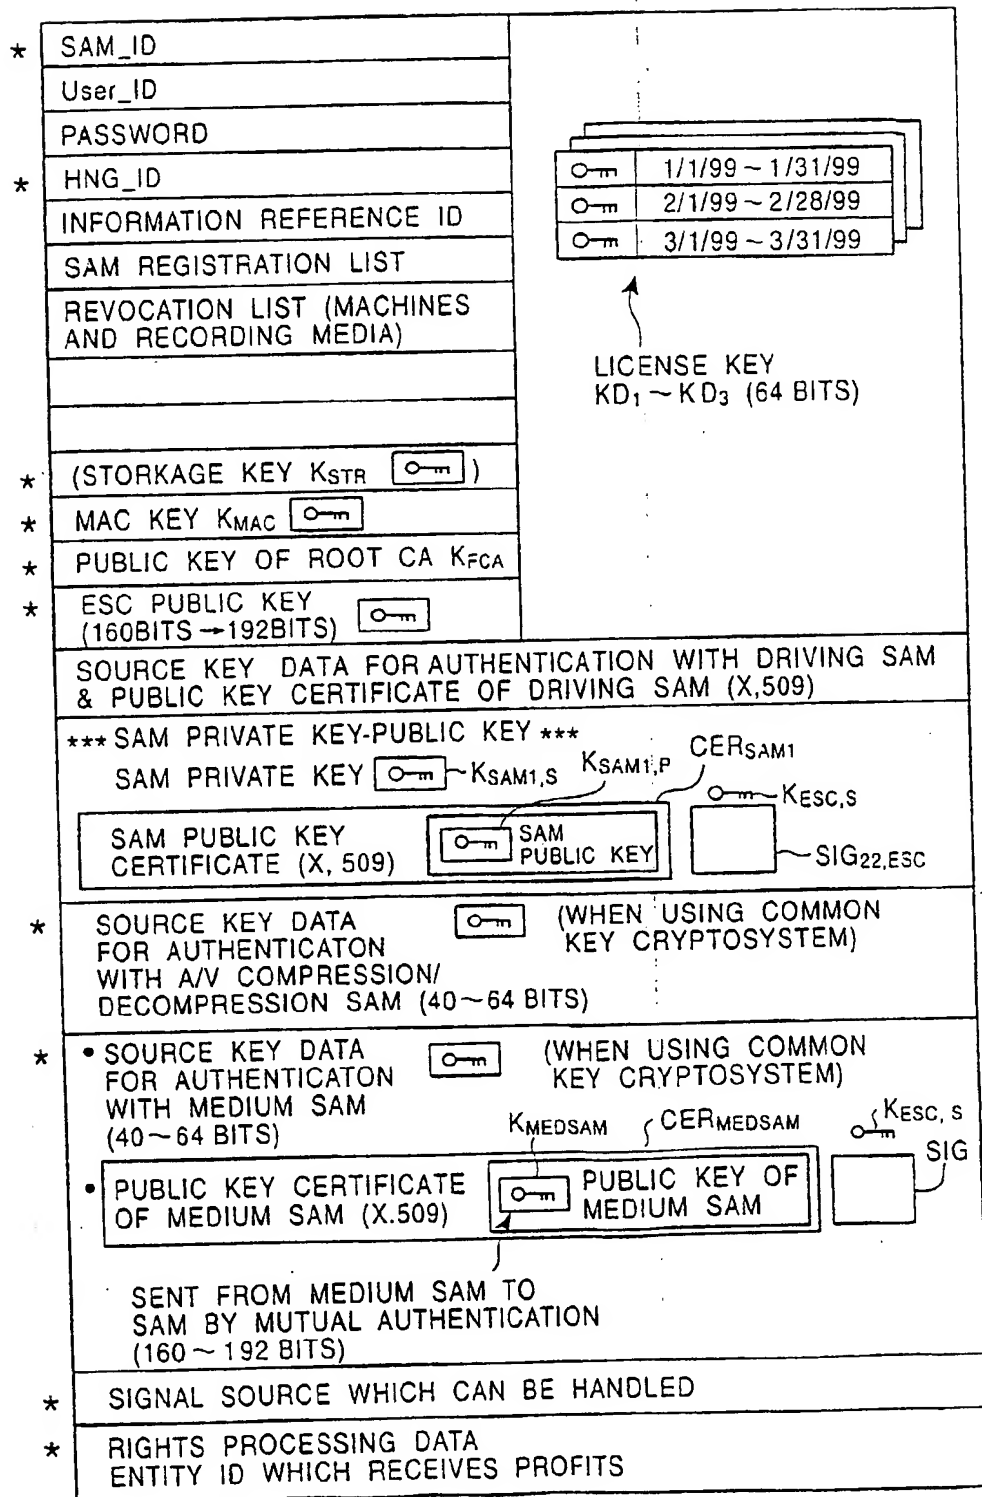 * SAM_ID
User_ID
PASSWORD
* HNG_ID
INFORMATION REFERENCE ID
SAM REGISTRATION LIST
REVOCATION LIST (MACHINES
AND RECORDING MEDIA)
1/1/99 ~ 1/31/99
2/1/99 ~ 2/28/99
3/1/99 ~ 3/31/99
LICENSE KEY
KD1 ~ KD3 (64 BITS)
* (STORKAGE KEY KSTR )
* MAC KEY KMAC
* PUBLIC KEY OF ROOT CA KFCA
* ESC PUBLIC KEY
(160BITS → 192BITS)
SOURCE KEY DATA FOR AUTHENTICATION WITH DRIVING SAM
& PUBLIC KEY CERTIFICATE OF DRIVING SAM (X,509)
*** SAM PRIVATE KEY-PUBLIC KEY ***
SAM PRIVATE KEY KSAM1,S KSAM1,P CERSAM1
KESC,S
SAM PUBLIC KEY
CERTIFICATE (X, 509)
SAM
PUBLIC KEY
SIG22,ESC
* SOURCE KEY DATA
FOR AUTHENTICATON
WITH A/V COMPRESSION/
DECOMPRESSION SAM (40~64 BITS)
(WHEN USING COMMON
KEY CRYPTOSYSTEM)
* • SOURCE KEY DATA
FOR AUTHENTICATON
WITH MEDIUM SAM
(40~64 BITS)
(WHEN USING COMMON
KEY CRYPTOSYSTEM)
KMEDSAM CERMEDSAM KESC, S
SIG
• PUBLIC KEY CERTIFICATE
OF MEDIUM SAM (X.509)
PUBLIC KEY OF
MEDIUM SAM
SENT FROM MEDIUM SAM TO
SAM BY MUTUAL AUTHENTICATION
(160 ~ 192 BITS)
* SIGNAL SOURCE WHICH CAN BE HANDLED
* RIGHTS PROCESSING DATA
ENTITY ID WHICH RECEIVES PROFITS